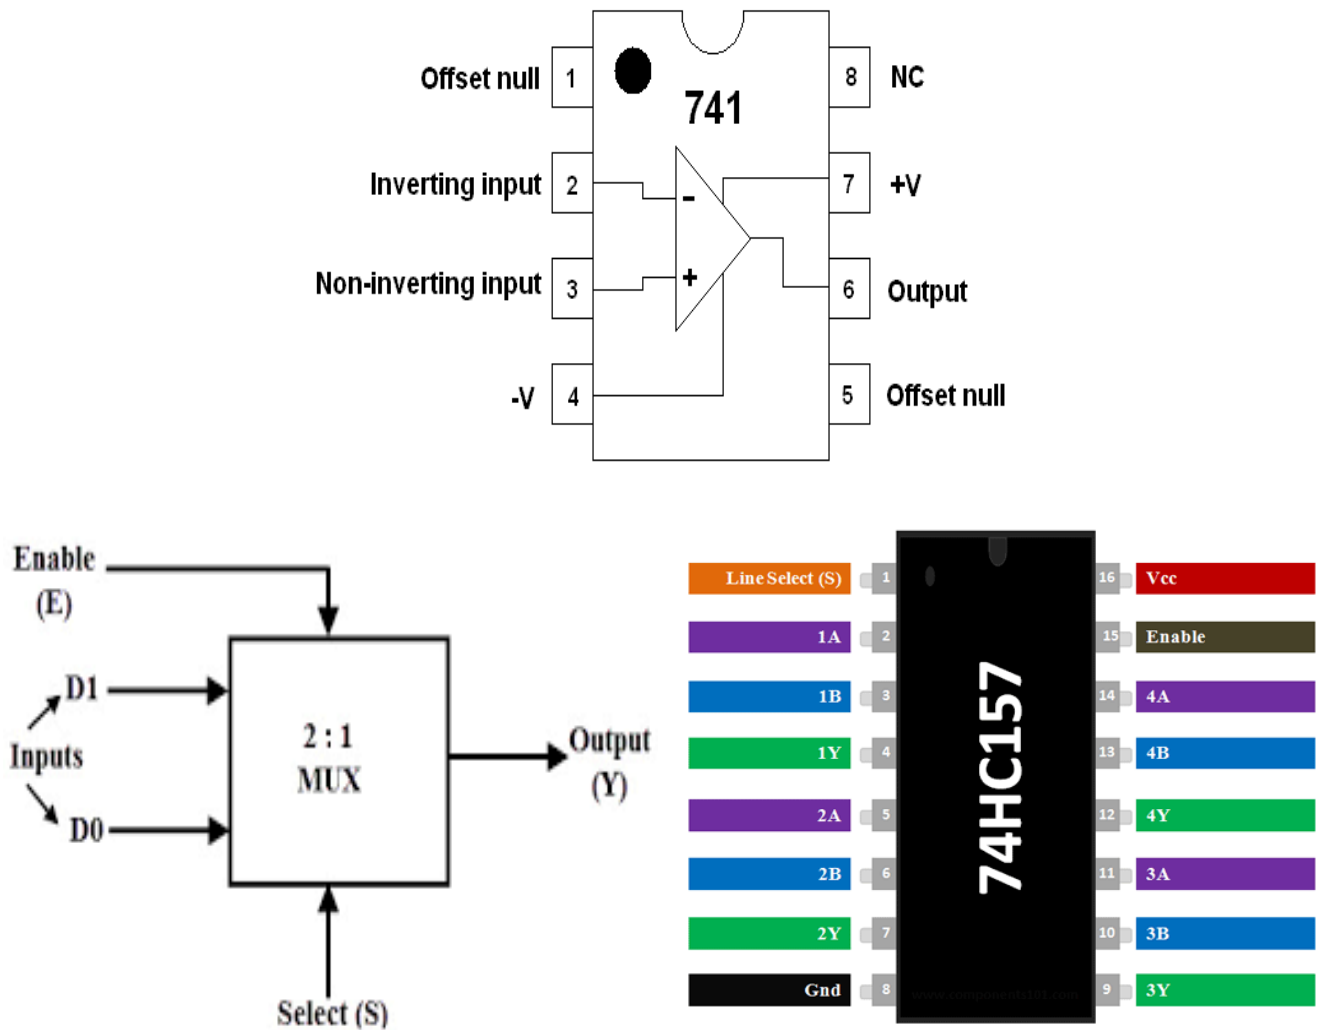 Offset null 1 8 NC
741
Inverting input 2 7 +V
-
Non-inverting input 3 + 6 Output
-V 4 5 Offset null
Enable
(E)
D1
Inputs
D0
2 : 1
MUX
Output
(Y)
Select (S)
Line Select (S) 1 16 Vcc
1A 2 15 Enable
1B 3 14 4A
1Y 4 13 4B
2A 5 12 4Y
2B 6 11 3A
2Y 7 10 3B
Gnd 8 9 3Y
74HC157
www.components101.com